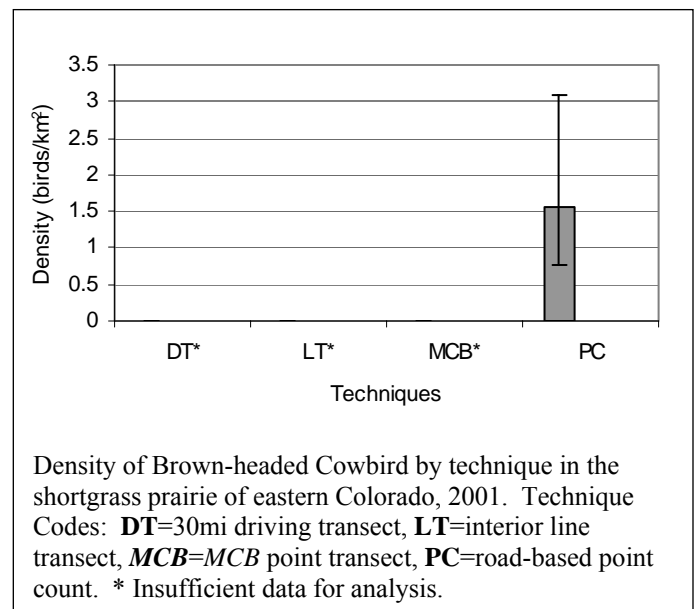 3.5
3
2.5
2
1.5
1
0.5
0
Density (birds/km²)
DT* LT* MCB* PC
Techniques
Density of Brown-headed Cowbird by technique in the
shortgrass prairie of eastern Colorado, 2001. Technique
Codes: DT=30mi driving transect, LT=interior line
transect, MCB=MCB point transect, PC=road-based point
count. * Insufficient data for analysis.